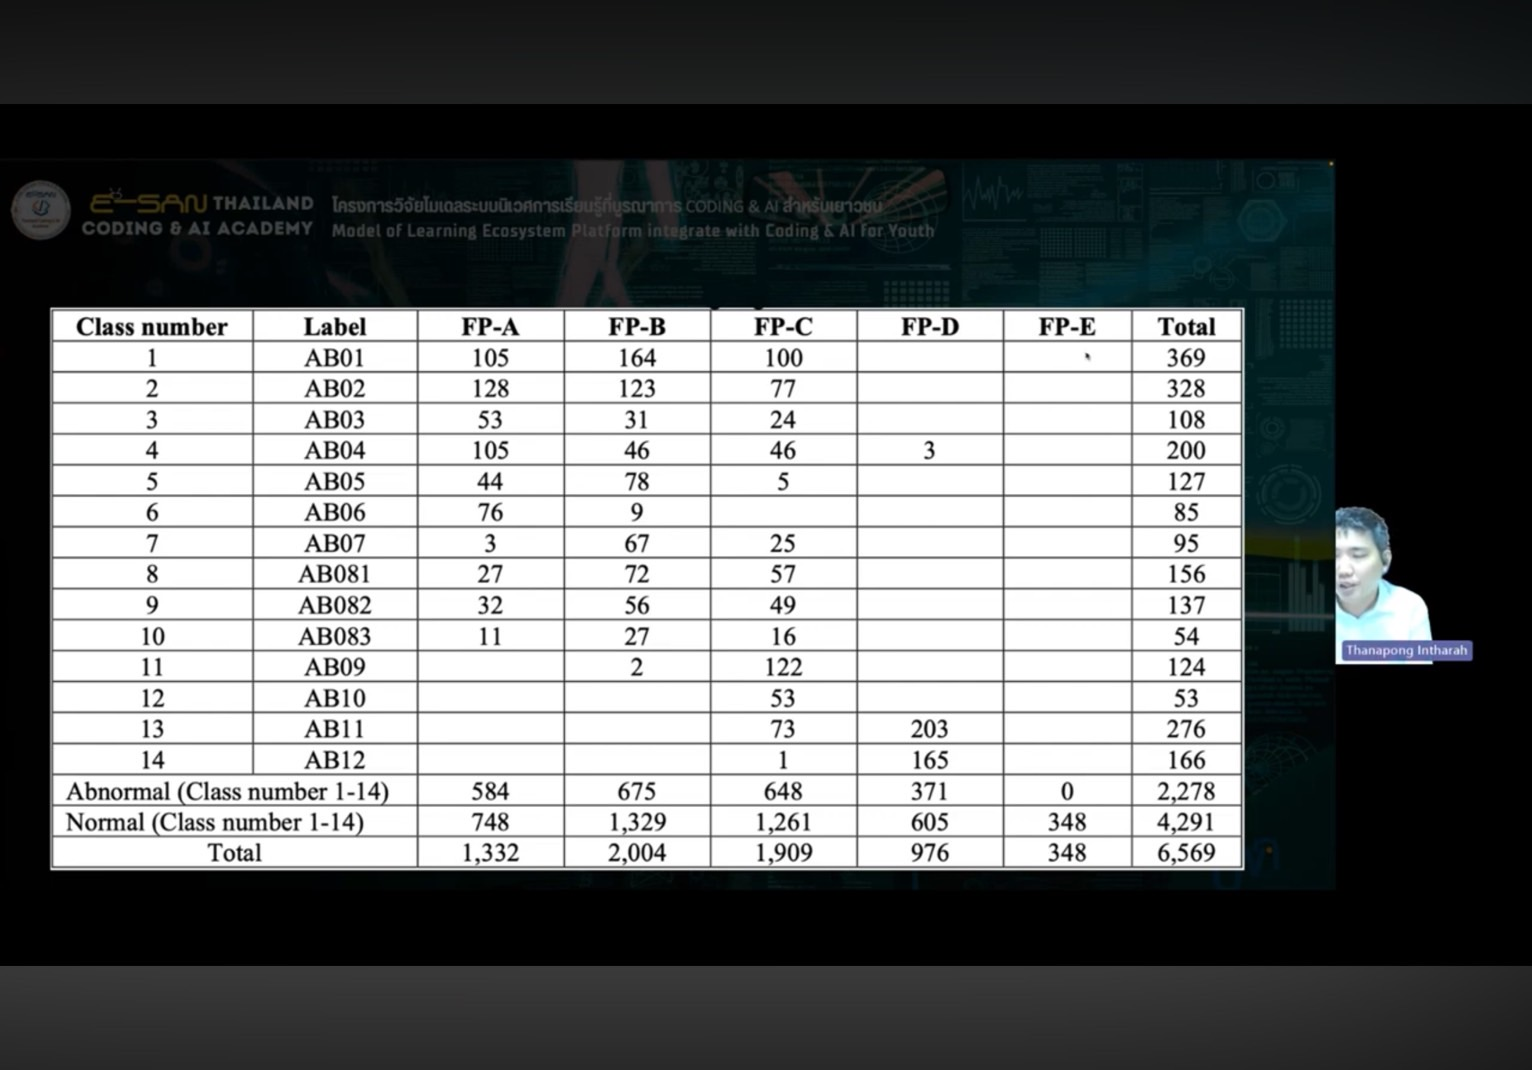 E-SAN THAILAND
CODING & AI ACADEMY
โครงการวิจัยโมเดลระบบนิเวศการเรียนรู้ที่บูรณาการ CODING & AI สำหรับเยาวชน
Model of Learning Ecosystem Platform integrate with Coding & AI for Youth
Class number Label FP-A FP-B FP-C FP-D FP-E Total
1 AB01 105 164 100 369
2 AB02 128 123 77 328
3 AB03 53 31 24 108
4 AB04 105 46 46 3 200
5 AB05 44 78 5 127
6 AB06 76 9 85
7 AB07 3 67 25 95
8 AB081 27 72 57 156
9 AB082 32 56 49 137
10 AB083 11 27 16 54
11 AB09 2 122 124
12 AB10 53 53
13 AB11 73 203 276
14 AB12 1 165 166
Abnormal (Class number 1-14) 584 675 648 371 0 2,278
Normal (Class number 1-14) 748 1,329 1,261 605 348 4,291
Total 1,332 2,004 1,909 976 348 6,569
Thanapong Intharah